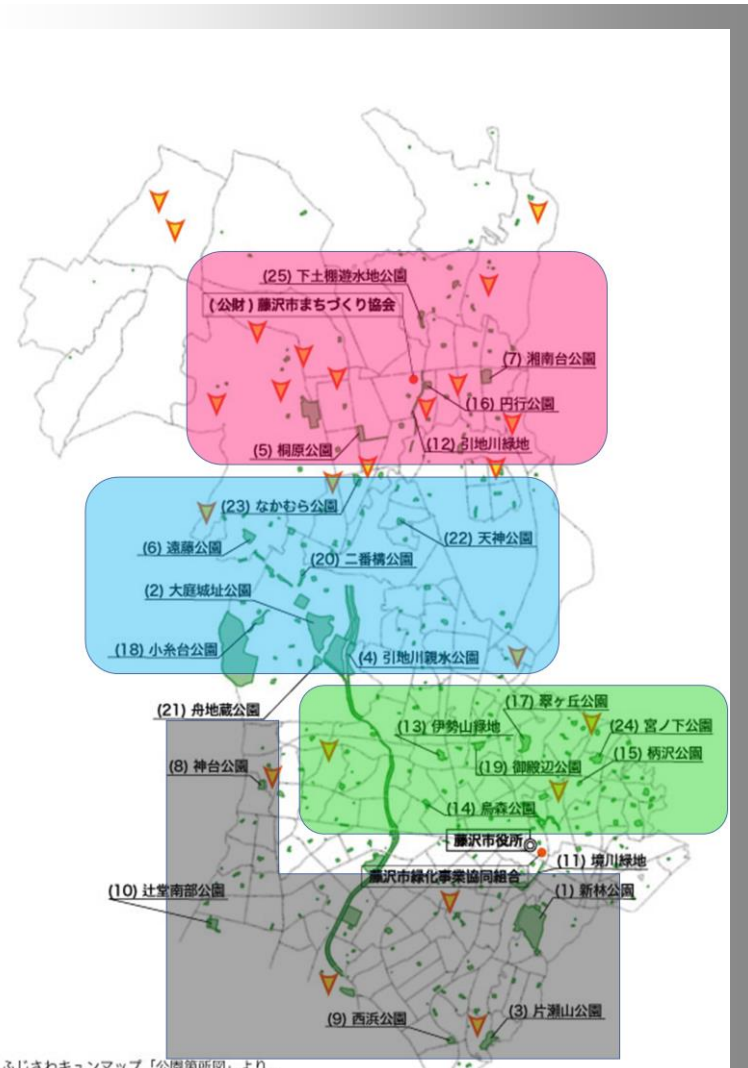 (25) 下土棚遊水地公園
(公財) 藤沢市まちづくり協会
(7) 湘南台公園
(16) 円行公園
(5) 桐原公園
(12) 引地川緑地
(23) なかむら公園
(22) 天神公園
(6) 遠藤公園
(20) 二番構公園
(2) 大庭城址公園
(18) 小糸台公園
(4) 引地川親水公園
(21) 舟地蔵公園
(17) 翠ヶ丘公園
(13) 伊勢山緑地
(24) 宮ノ下公園
(15) 柄沢公園
(19) 御殿辺公園
(8) 神台公園
(14) 烏森公園
藤沢市役所
(11) 境川緑地
藤沢市緑化事業協同組合
(10) 辻堂南部公園
(1) 新林公園
(3) 片瀬山公園
(9) 西浜公園
ふじさわキュンマップ「公園箇所図」より